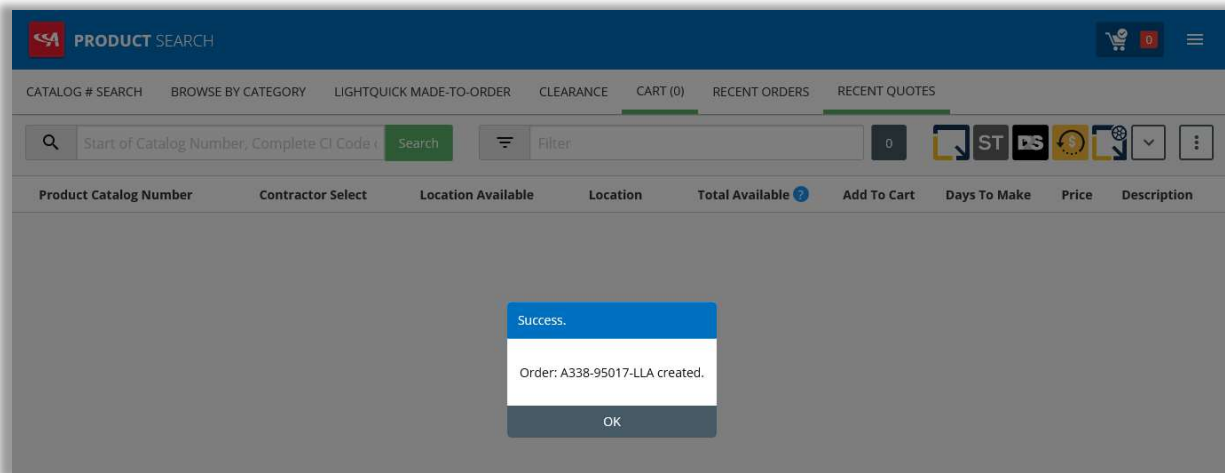 SSA PRODUCT SEARCH 0
CATALOG # SEARCH BROWSE BY CATEGORY LIGHTQUICK MADE-TO-ORDER CLEARANCE CART (0) RECENT ORDERS RECENT QUOTES
Start of Catalog Number, Complete CI Code Search Filter 0 ST DS $
Product Catalog Number Contractor Select Location Available Location Total Available ? Add To Cart Days To Make Price Description
Success.
Order: A338-95017-LLA created.
OK